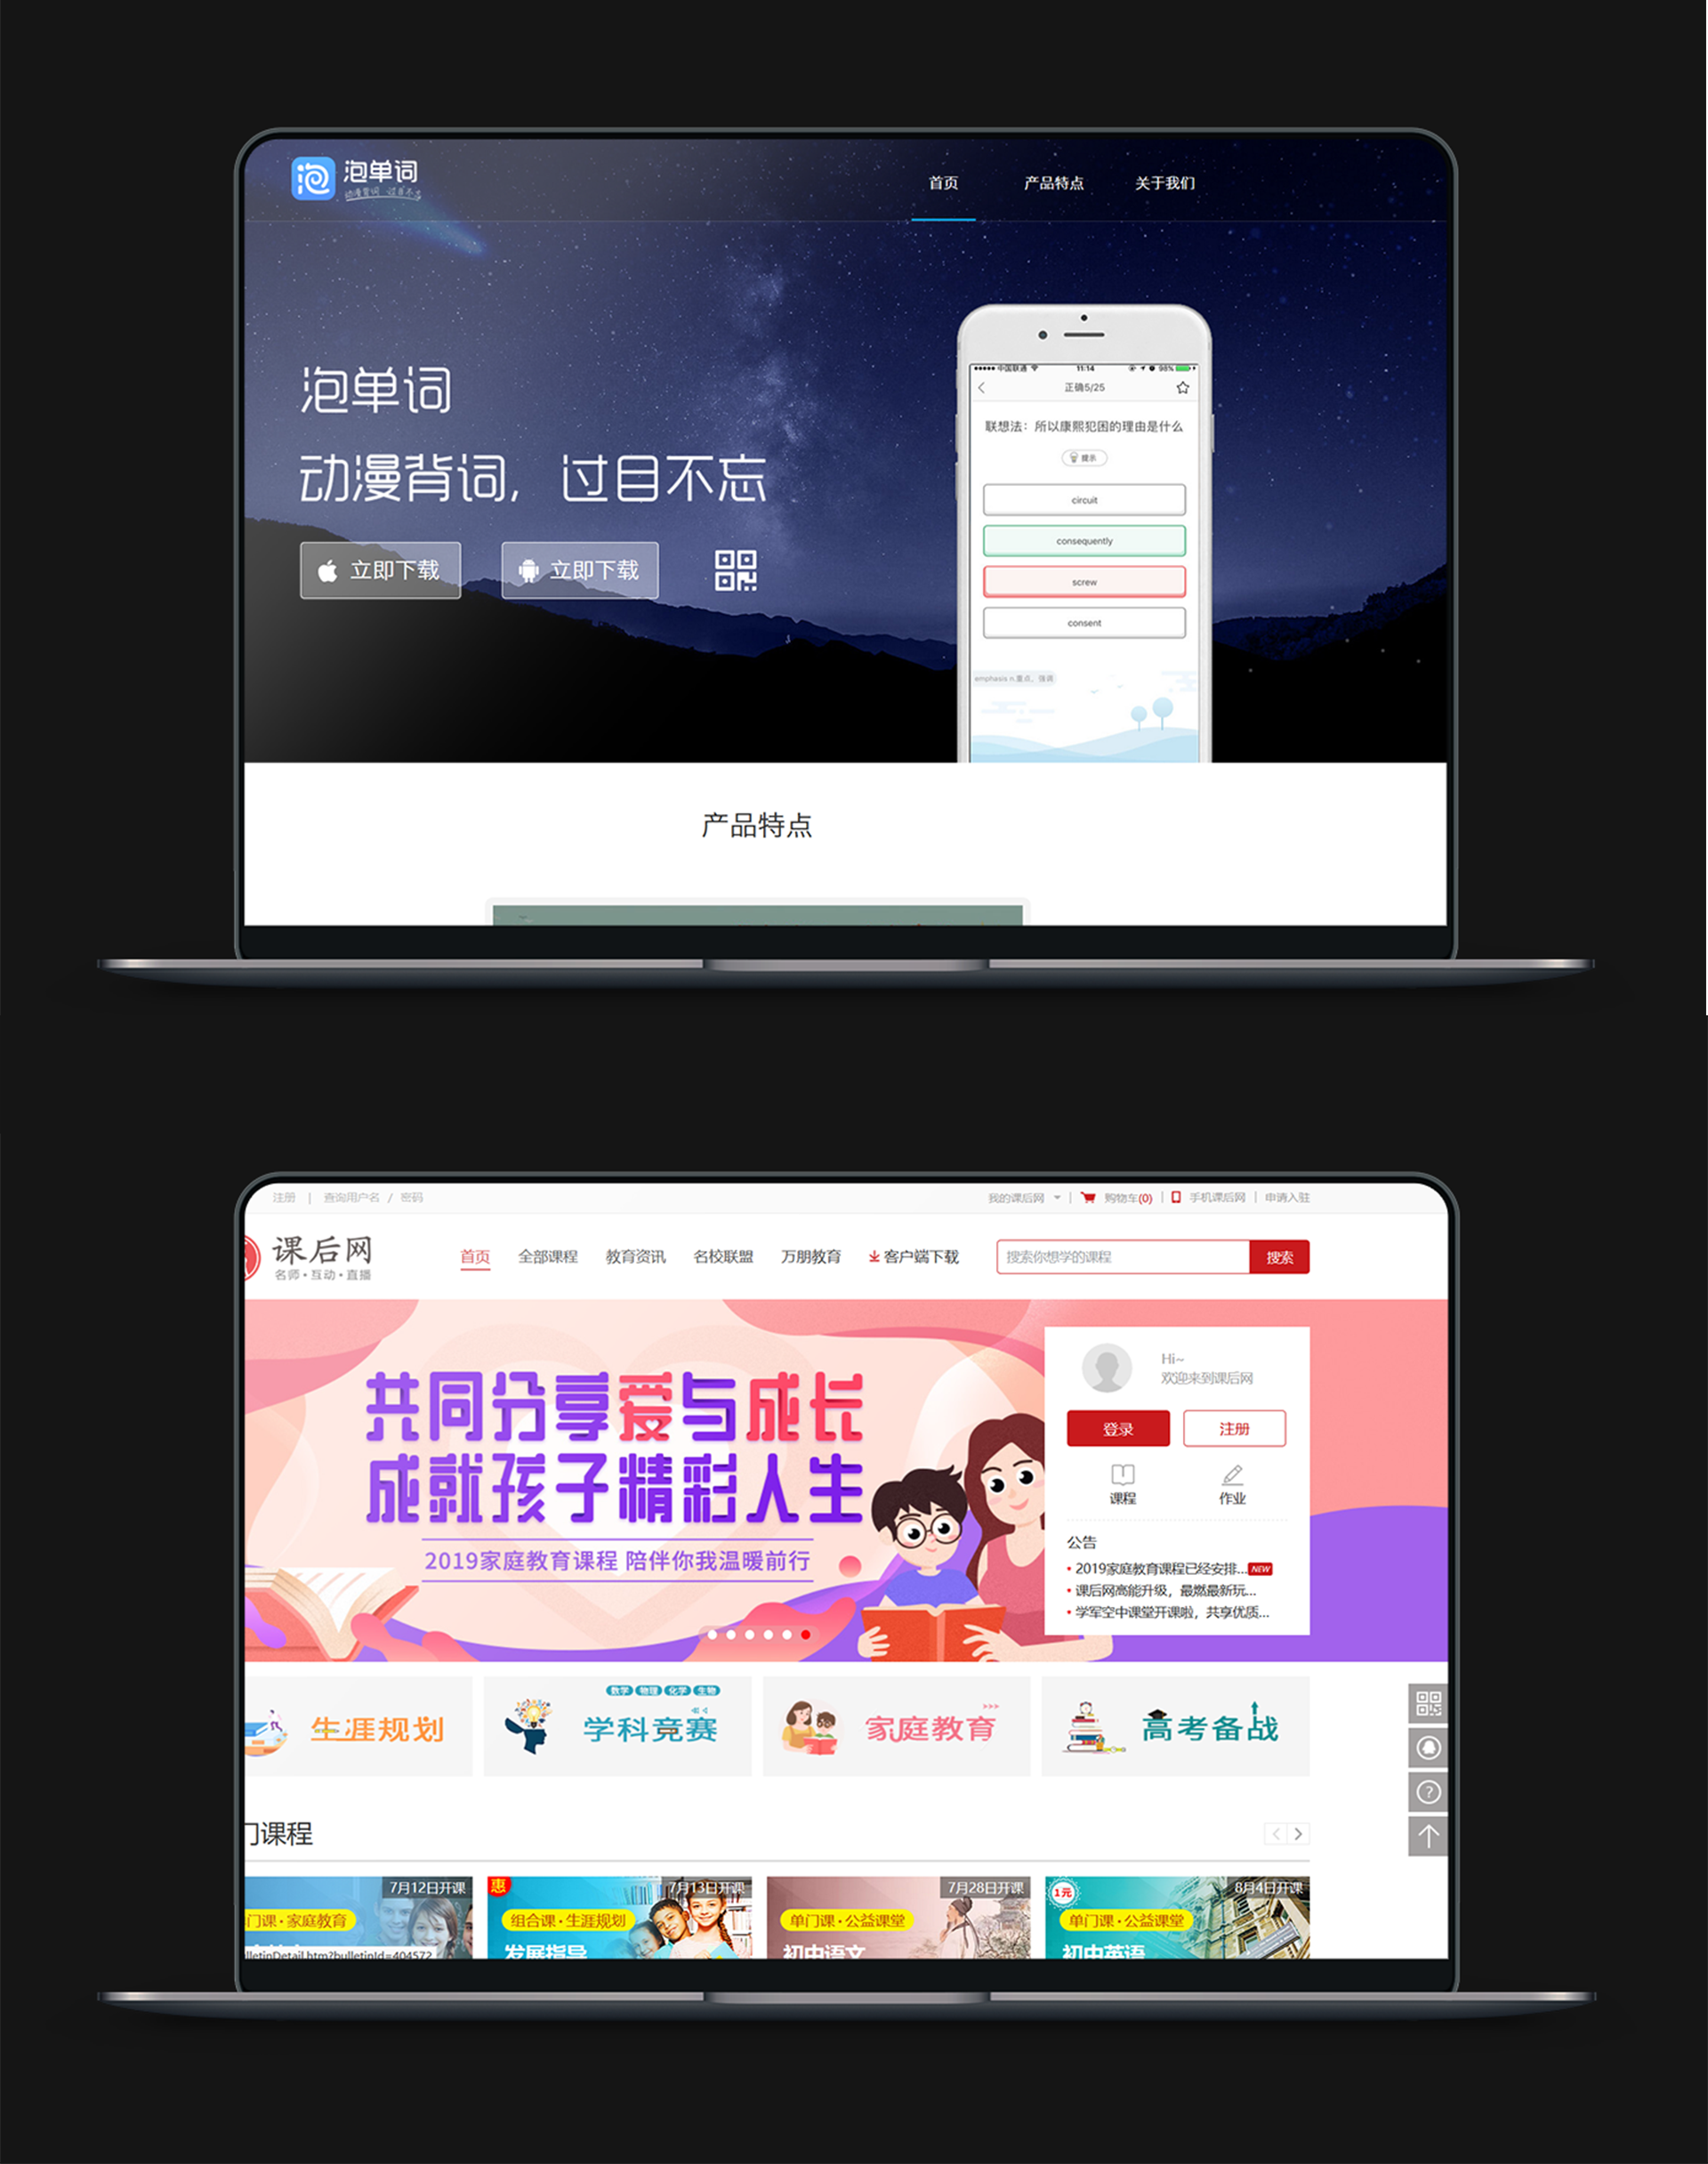 泡单词
动漫背词 过目不忘
首页 产品特点 关于我们
泡单词
动漫背词，过目不忘
立即下载 立即下载
中国联通 11:14 98%
正确5/25
联想法：所以康熙犯困的理由是什么
提示
circuit
consequently
screw
consent
emphasis n.重点，强调
产品特点
注册 | 查询用户名 / 密码
我的课后网 | 购物车(0) | 手机课后网 | 申请入驻
课后网
名师·互动·直播
首页 全部课程 教育资讯 名校联盟 万朋教育 客户端下载
搜索你想学的课程 搜索
共同分享爱与成长
成就孩子精彩人生
2019家庭教育课程 陪伴你我温暖前行
Hi~
欢迎来到课后网
登录 注册
课程 作业
公告
• 2019家庭教育课程已经安排... NEW
• 课后网高能升级，最燃最新玩...
• 学军空中课堂开课啦，共享优质...
生涯规划
数学 物理 化学 生物
学科竞赛
家庭教育
高考备战
门课程
7月12日开课
门课·家庭教育
lletinDetail.htm?bulletinId=404572
惠 7月13日开课
组合课·生涯规划
发展指导
7月28日开课
单门课·公益课堂
初中语文
1元 8月4日开课
单门课·公益课堂
初中英语